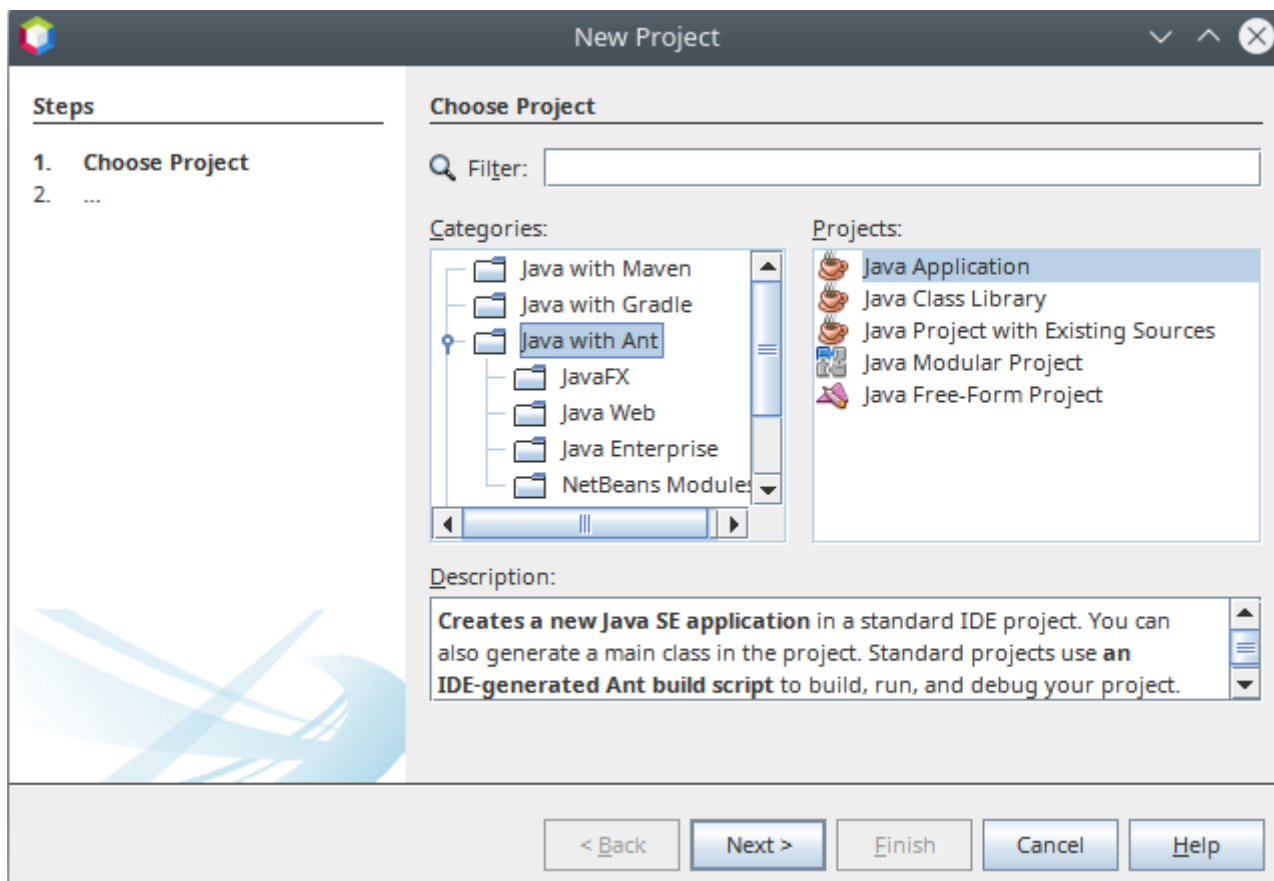 New Project
Steps
1. Choose Project
2. ...
Choose Project
Filter:
Categories:
Java with Maven
Java with Gradle
Java with Ant
JavaFX
Java Web
Java Enterprise
NetBeans Modules
Projects:
Java Application
Java Class Library
Java Project with Existing Sources
Java Modular Project
Java Free-Form Project
Description:
Creates a new Java SE application in a standard IDE project. You can
also generate a main class in the project. Standard projects use an
IDE-generated Ant build script to build, run, and debug your project.
< Back
Next >
Finish
Cancel
Help